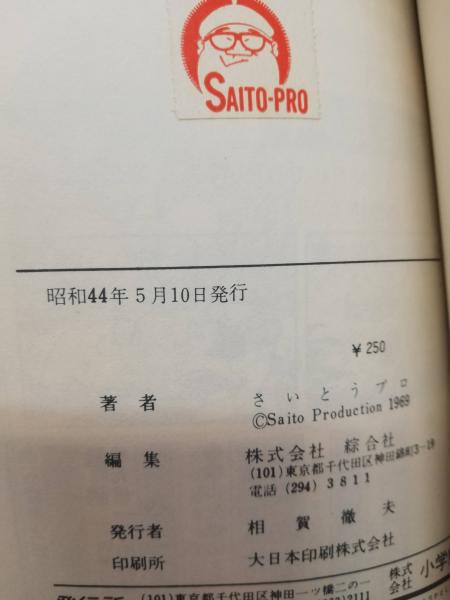 SAITO-PRO
昭和44年5月10日発行
¥250
著者 さいとうプロ
©Saito Production 1969
編集 株式会社 綜合社
(101)東京都千代田区神田錦町3-19
電話 (294) 3811
発行者 相賀徹夫
印刷所 大日本印刷株式会社
株式会社 小学
(101)東京都千代田区神田一ツ橋二の一